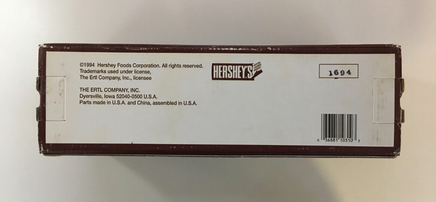 ©1994 Hershey Foods Corporation. All rights reserved.
Trademarks used under license,
The Ertl Company, Inc., licensee
HERSHEY'S
1694
THE ERTL COMPANY, INC.
Dyersville, Iowa 52040-0500 U.S.A.
Parts made in U.S.A. and China, assembled in U.S.A.